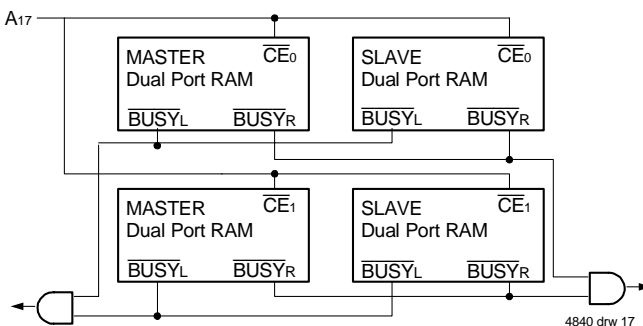 A17
MASTER CE0
Dual Port RAM
BUSYL BUSYR
SLAVE CE0
Dual Port RAM
BUSYL BUSYR
MASTER CE1
Dual Port RAM
BUSYL BUSYR
SLAVE CE1
Dual Port RAM
BUSYL BUSYR
4840 drw 17